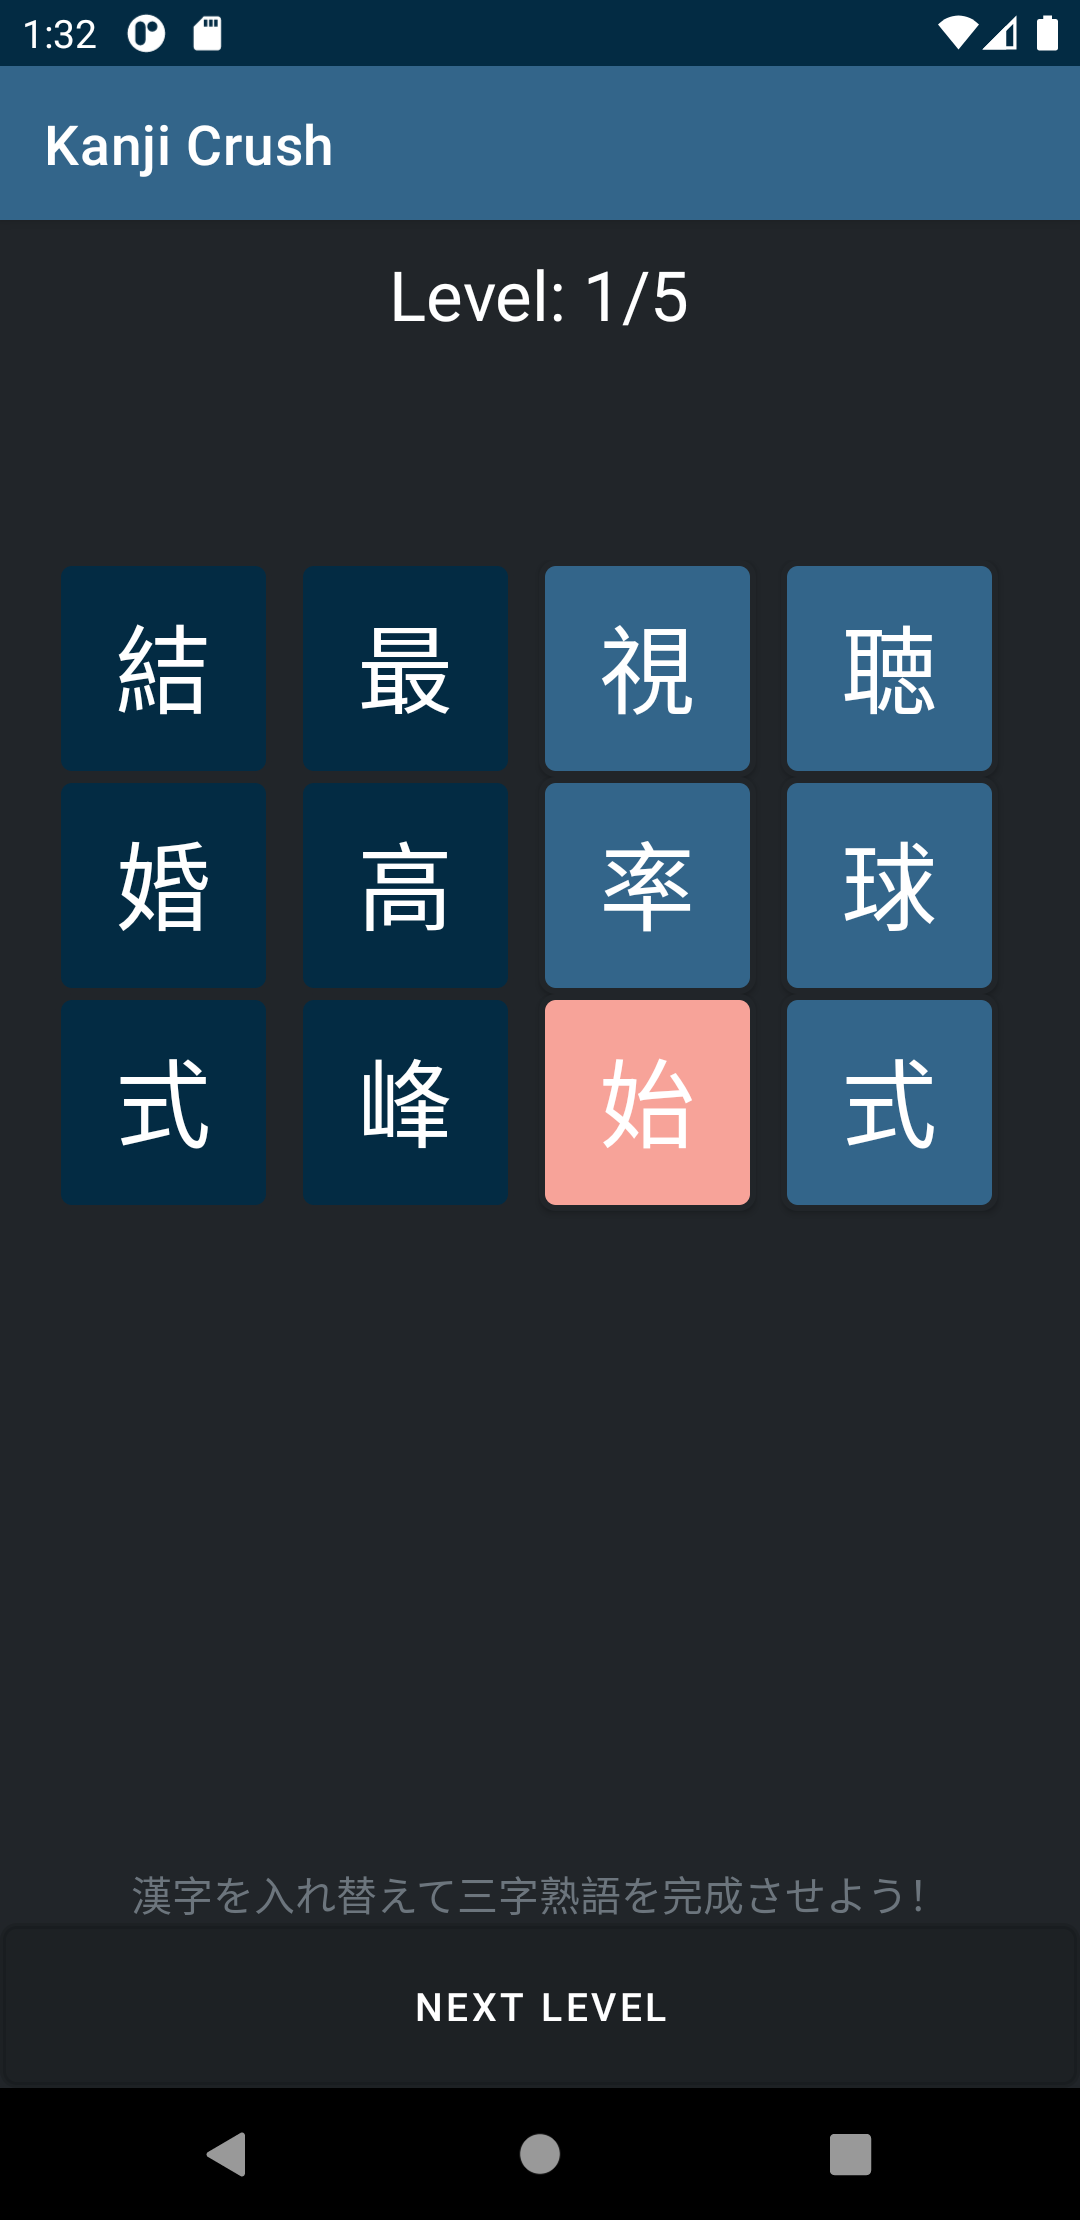 1:32
Kanji Crush
Level: 1/5
結 最 視 聴
婚 高 率 球
式 峰 始 式
漢字を入れ替えて三字熟語を完成させよう!
NEXT LEVEL